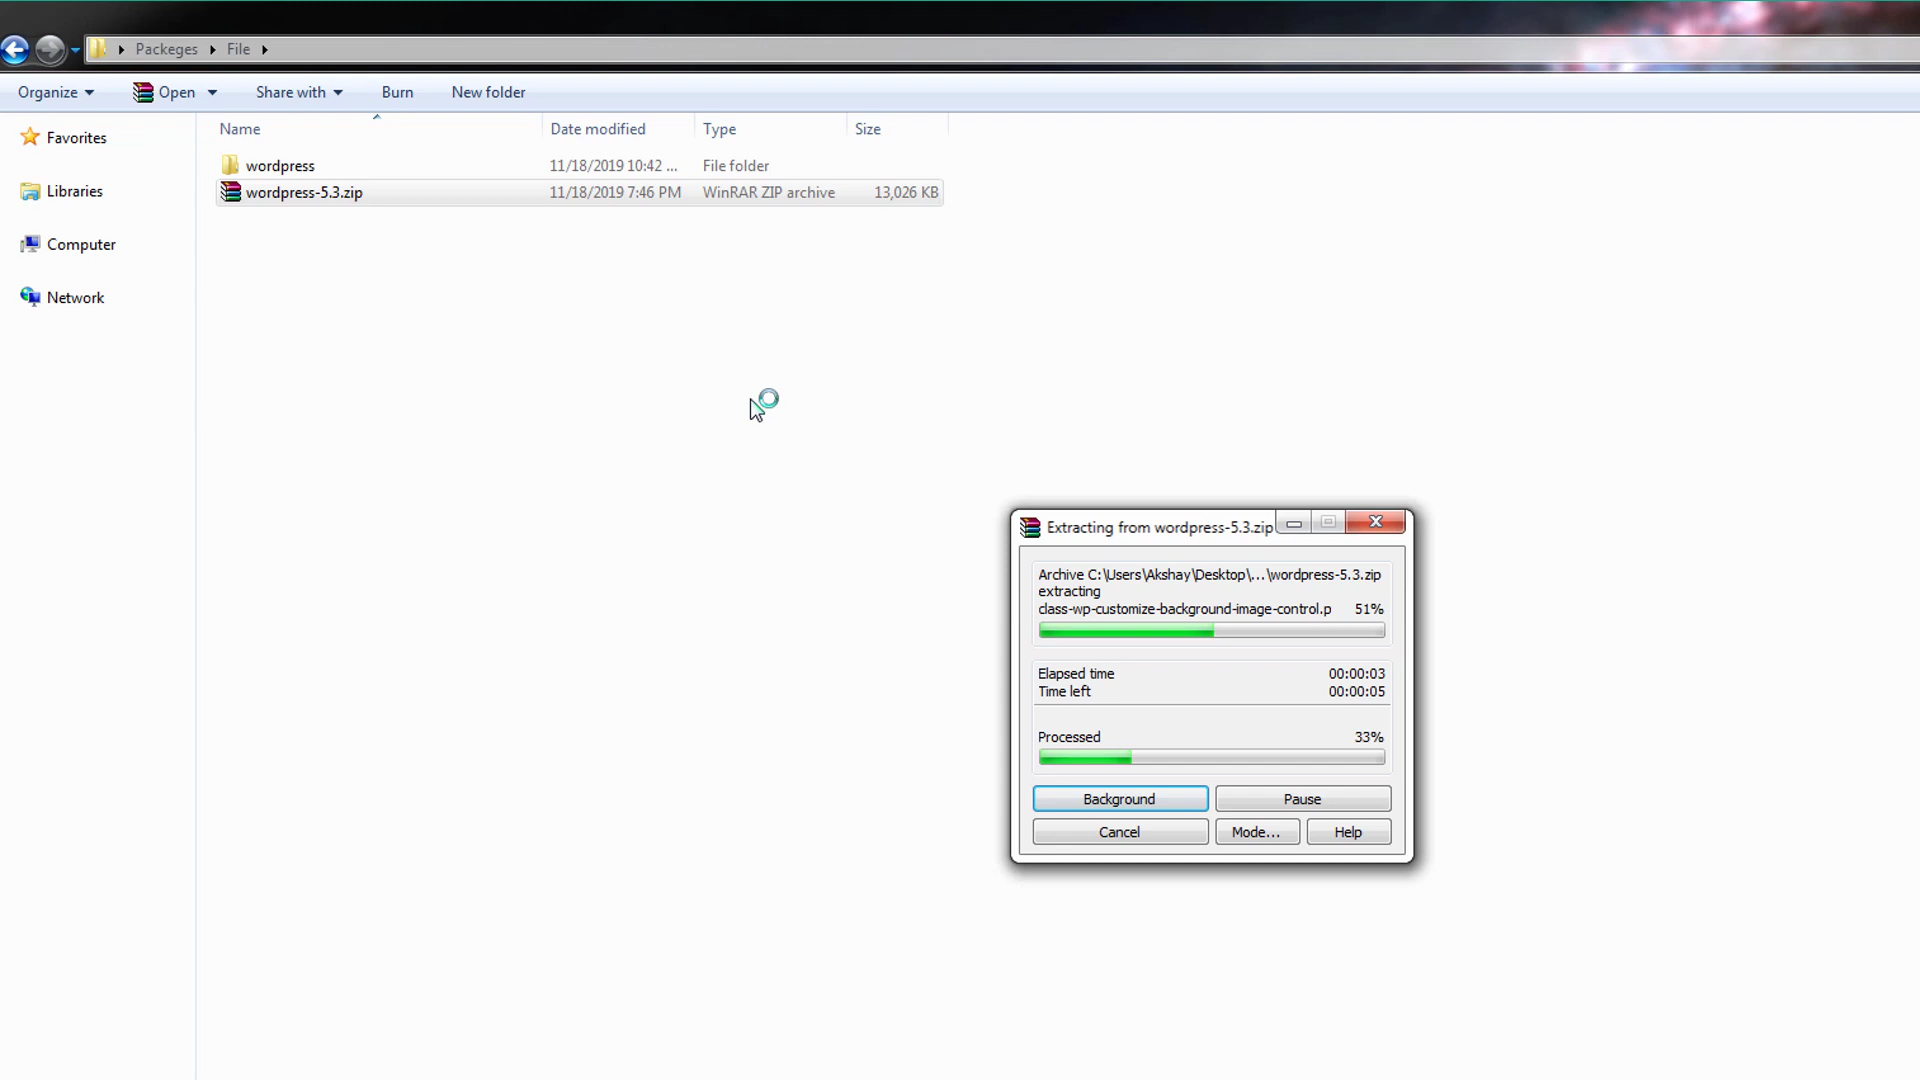 Packeges File
Organize Open Share with Burn New folder
Name Date modified Type Size
Favorites
wordpress 11/18/2019 10:42 ... File folder
wordpress-5.3.zip 11/18/2019 7:46 PM WinRAR ZIP archive 13,026 KB
Libraries
Computer
Network
Extracting from wordpress-5.3.zip
Archive C:\Users\Akshay\Desktop\...\wordpress-5.3.zip
extracting
class-wp-customize-background-image-control.p 51%
Elapsed time 00:00:03
Time left 00:00:05
Processed 33%
Background Pause
Cancel Mode... Help